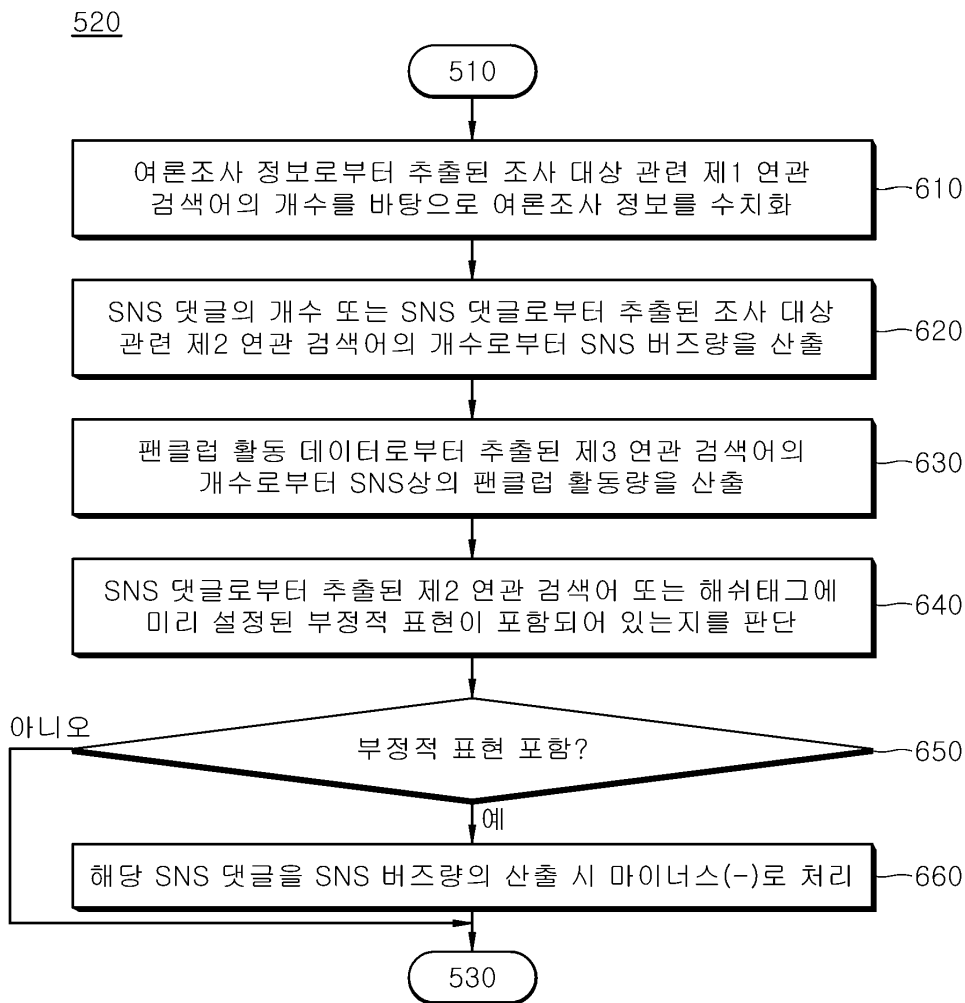 520
510
여론조사 정보로부터 추출된 조사 대상 관련 제1 연관
검색어의 개수를 바탕으로 여론조사 정보를 수치화
610
SNS 댓글의 개수 또는 SNS 댓글로부터 추출된 조사 대상
관련 제2 연관 검색어의 개수로부터 SNS 버즈량을 산출
620
팬클럽 활동 데이터로부터 추출된 제3 연관 검색어의
개수로부터 SNS상의 팬클럽 활동량을 산출
630
SNS 댓글로부터 추출된 제2 연관 검색어 또는 해쉬태그에
미리 설정된 부정적 표현이 포함되어 있는지를 판단
640
아니오
부정적 표현 포함?
650
예
해당 SNS 댓글을 SNS 버즈량의 산출 시 마이너스(-)로 처리
660
530